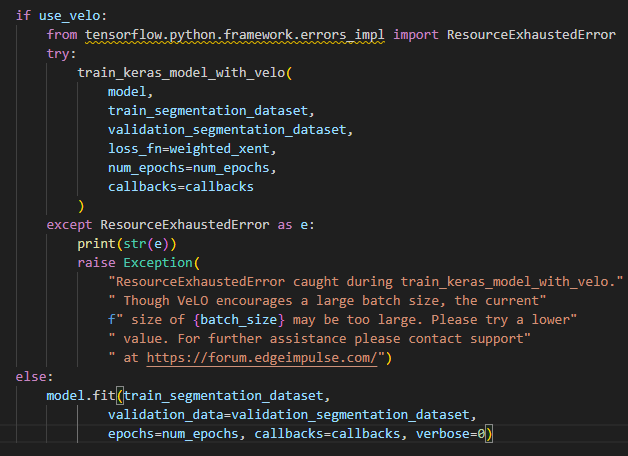 if use_velo:
    from tensorflow.python.framework.errors_impl import ResourceExhaustedError
    try:
        train_keras_model_with_velo(
            model,
            train_segmentation_dataset,
            validation_segmentation_dataset,
            loss_fn=weighted_xent,
            num_epochs=num_epochs,
            callbacks=callbacks
        )
    except ResourceExhaustedError as e:
        print(str(e))
        raise Exception(
            "ResourceExhaustedError caught during train_keras_model_with_velo."
            " Though VeLO encourages a large batch size, the current"
            f" size of {batch_size} may be too large. Please try a lower"
            " value. For further assistance please contact support"
            " at https://forum.edgeimpulse.com/")
else:
    model.fit(train_segmentation_dataset,
            validation_data=validation_segmentation_dataset,
            epochs=num_epochs, callbacks=callbacks, verbose=0)